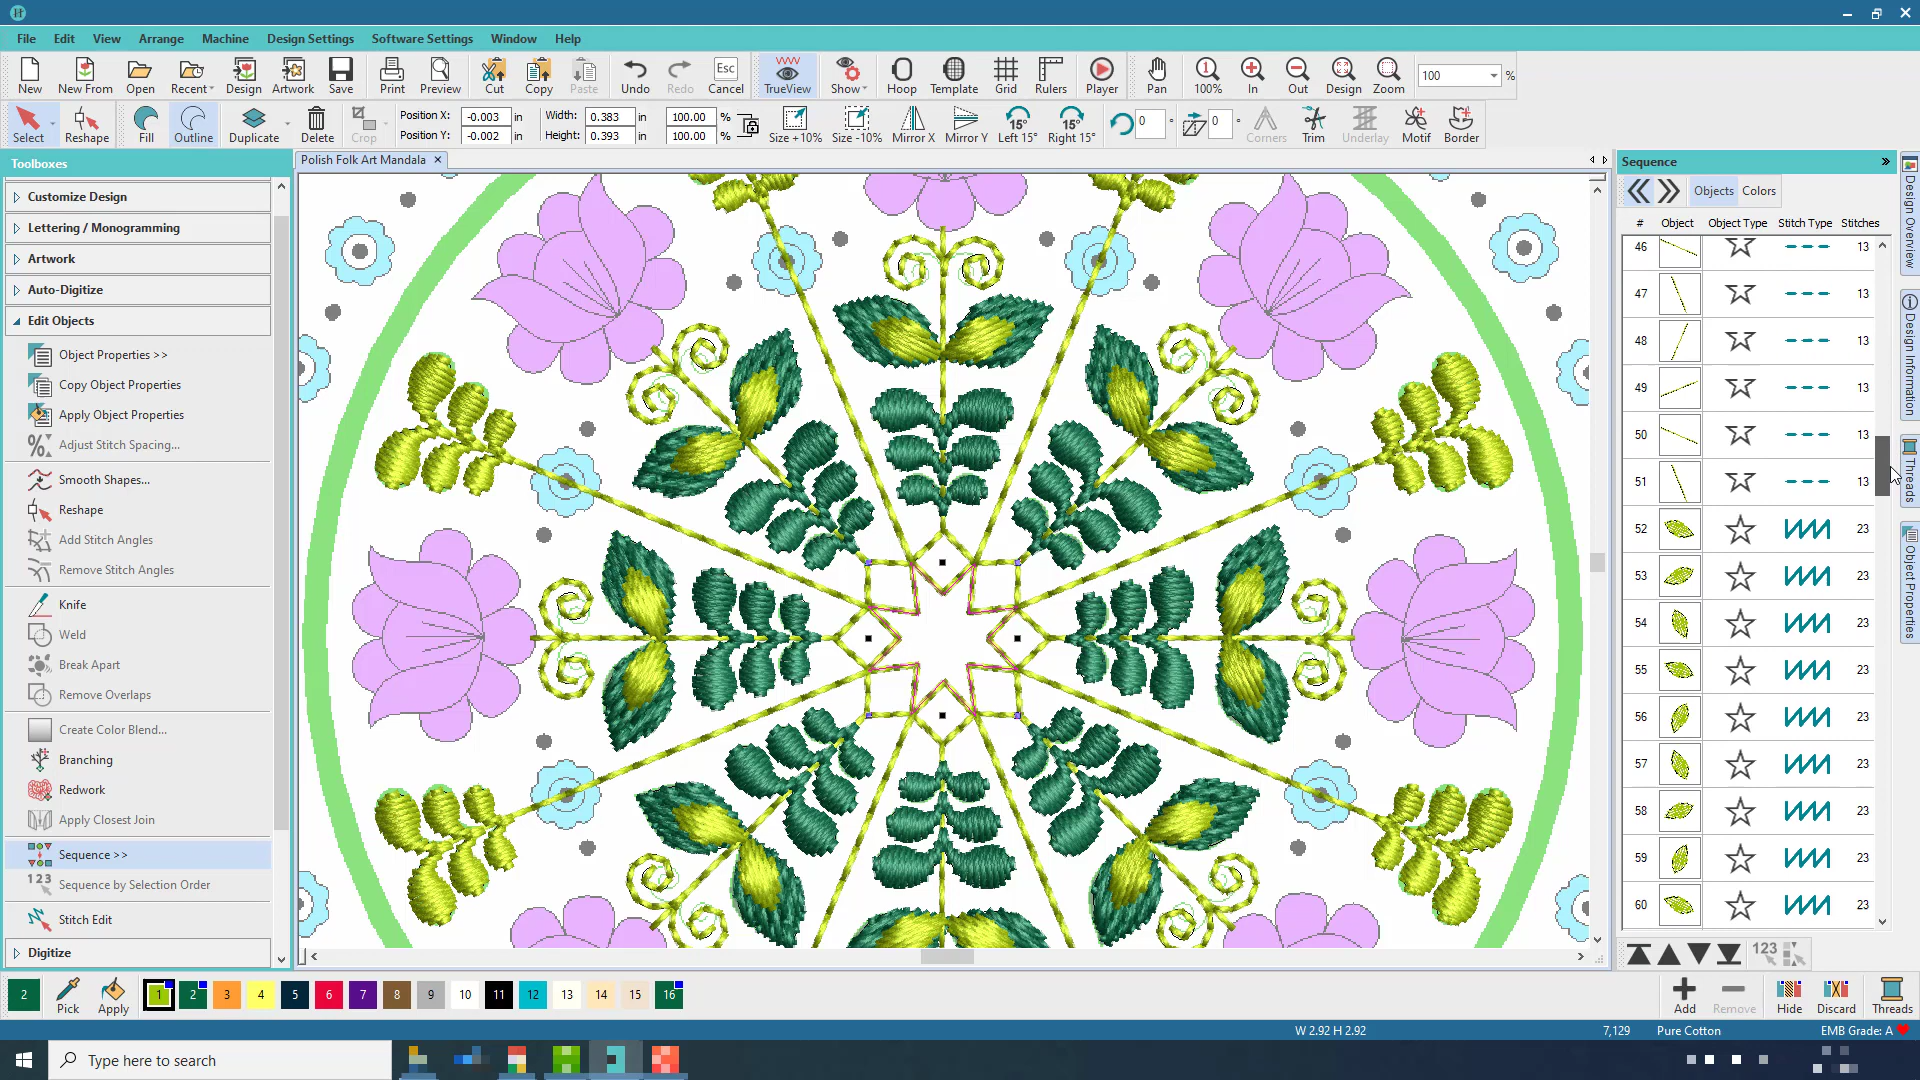 File Edit View Arrange Machine Design Settings Software Settings Window Help
New New From Open Recent Design Artwork Save Print Preview Cut Copy Paste Undo Redo Esc Cancel TrueView Show Hoop Template Grid Rulers Player Pan 1 100% In Out Design Zoom 100 %
Select Reshape Fill Outline Duplicate Delete Crop Position X: -0.003 in Width: 0.383 in 100.00 % Size +10% Size -10% Mirror X Mirror Y 15° Left 15° 15° Right 15° 0 ° 0 ° Corners Trim Underlay Motif Border
Position Y: -0.002 in Height: 0.393 in 100.00 %
Toolboxes
Customize Design
Lettering / Monogramming
Artwork
Auto-Digitize
Edit Objects
Object Properties >>
Copy Object Properties
Apply Object Properties
Adjust Stitch Spacing...
Smooth Shapes...
Reshape
Add Stitch Angles
Remove Stitch Angles
Knife
Weld
Break Apart
Remove Overlaps
Create Color Blend...
Branching
Redwork
Apply Closest Join
Sequence >>
123 Sequence by Selection Order
Stitch Edit
Digitize
Polish Folk Art Mandala
Sequence
Objects Colors
# Object Object Type Stitch Type Stitches
46 13
47 13
48 13
49 13
50 13
51 13
52 23
53 23
54 23
55 23
56 23
57 23
58 23
59 23
60 23
123
Design Overview
Design Information
Threads
Object Properties
2 Pick Apply 1 2 3 4 5 6 7 8 9 10 11 12 13 14 15 16 Add Remove Hide Discard Threads
W 2.92 H 2.92 7,129 Pure Cotton EMB Grade: A
Type here to search